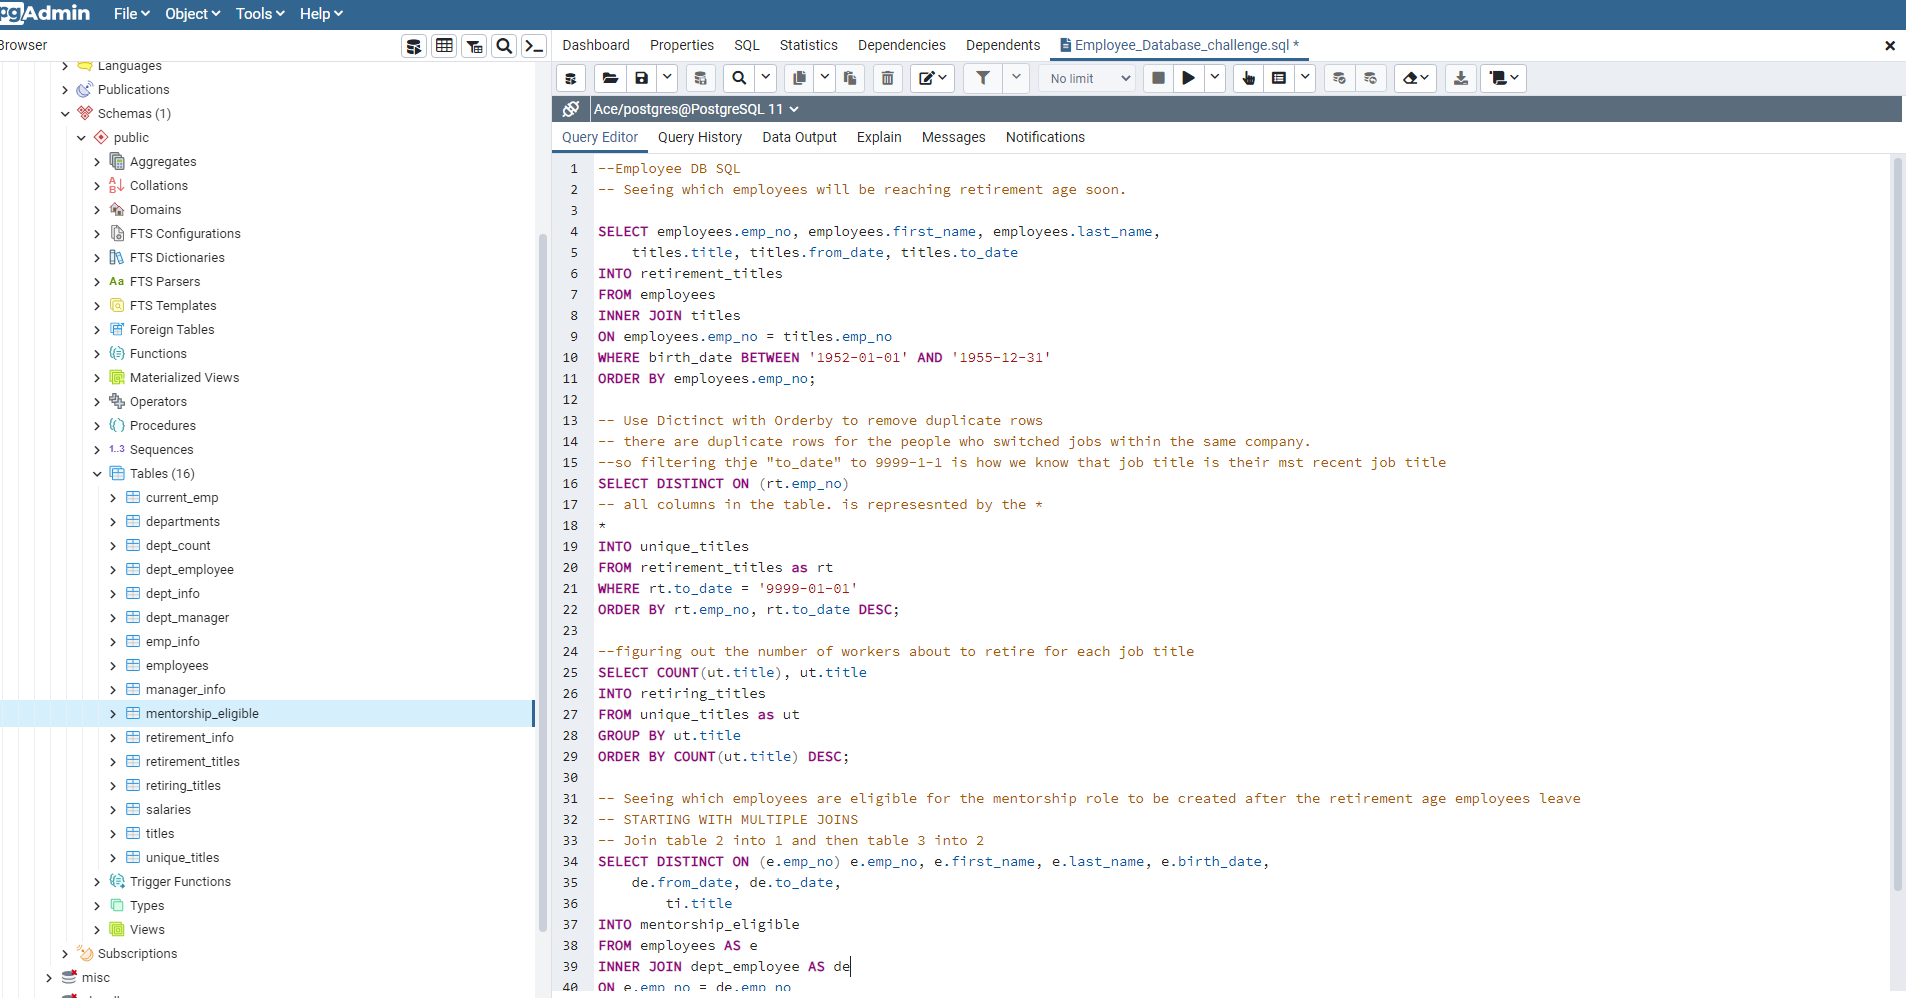 pgAdmin File Object Tools Help
Browser
Dashboard Properties SQL Statistics Dependencies Dependents Employee_Database_challenge.sql *
No limit
Ace/postgres@PostgreSQL 11
Query Editor Query History Data Output Explain Messages Notifications
Languages
Publications
Schemas (1)
public
Aggregates
Collations
Domains
FTS Configurations
FTS Dictionaries
Aa FTS Parsers
FTS Templates
Foreign Tables
Functions
Materialized Views
Operators
Procedures
1..3 Sequences
Tables (16)
current_emp
departments
dept_count
dept_employee
dept_info
dept_manager
emp_info
employees
manager_info
mentorship_eligible
retirement_info
retirement_titles
retiring_titles
salaries
titles
unique_titles
Trigger Functions
Types
Views
Subscriptions
misc
1 --Employee DB SQL
2 -- Seeing which employees will be reaching retirement age soon.
3
4 SELECT employees.emp_no, employees.first_name, employees.last_name,
5 titles.title, titles.from_date, titles.to_date
6 INTO retirement_titles
7 FROM employees
8 INNER JOIN titles
9 ON employees.emp_no = titles.emp_no
10 WHERE birth_date BETWEEN '1952-01-01' AND '1955-12-31'
11 ORDER BY employees.emp_no;
12
13 -- Use Dictinct with Orderby to remove duplicate rows
14 -- there are duplicate rows for the people who switched jobs within the same company.
15 --so filtering thje "to_date" to 9999-1-1 is how we know that job title is their mst recent job title
16 SELECT DISTINCT ON (rt.emp_no)
17 -- all columns in the table. is represesnted by the *
18 *
19 INTO unique_titles
20 FROM retirement_titles as rt
21 WHERE rt.to_date = '9999-01-01'
22 ORDER BY rt.emp_no, rt.to_date DESC;
23
24 --figuring out the number of workers about to retire for each job title
25 SELECT COUNT(ut.title), ut.title
26 INTO retiring_titles
27 FROM unique_titles as ut
28 GROUP BY ut.title
29 ORDER BY COUNT(ut.title) DESC;
30
31 -- Seeing which employees are eligible for the mentorship role to be created after the retirement age employees leave
32 -- STARTING WITH MULTIPLE JOINS
33 -- Join table 2 into 1 and then table 3 into 2
34 SELECT DISTINCT ON (e.emp_no) e.emp_no, e.first_name, e.last_name, e.birth_date,
35 de.from_date, de.to_date,
36 ti.title
37 INTO mentorship_eligible
38 FROM employees AS e
39 INNER JOIN dept_employee AS de
40 ON e.emp_no = de.emp_no